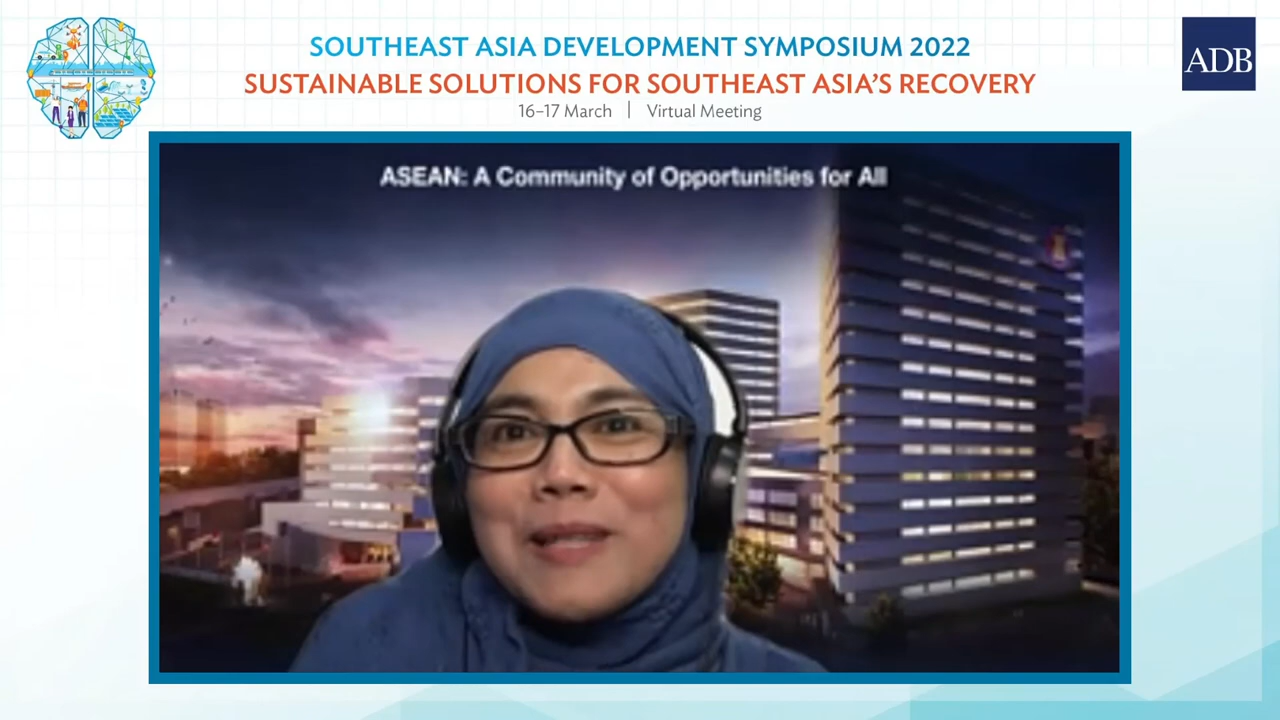 SOUTHEAST ASIA DEVELOPMENT SYMPOSIUM 2022
SUSTAINABLE SOLUTIONS FOR SOUTHEAST ASIA'S RECOVERY
16–17 March | Virtual Meeting
ADB
ASEAN: A Community of Opportunities for All